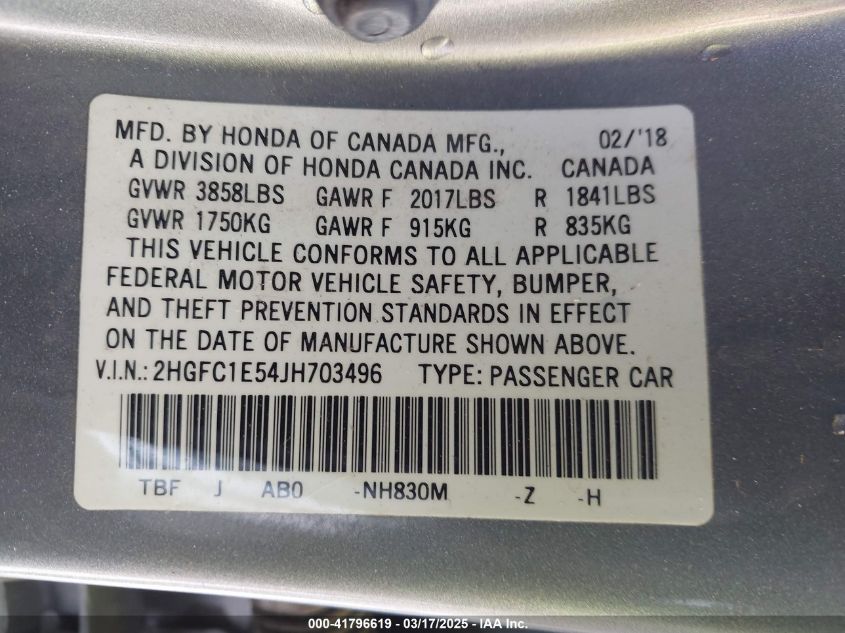 MFD. BY HONDA OF CANADA MFG., 02/'18
A DIVISION OF HONDA CANADA INC. CANADA
GVWR 3858LBS GAWR F 2017LBS R 1841LBS
GVWR 1750KG GAWR F 915KG R 835KG
THIS VEHICLE CONFORMS TO ALL APPLICABLE
FEDERAL MOTOR VEHICLE SAFETY, BUMPER,
AND THEFT PREVENTION STANDARDS IN EFFECT
ON THE DATE OF MANUFACTURE SHOWN ABOVE.
V.I.N.: 2HGFC1E54JH703496 TYPE: PASSENGER CAR
TBF J AB0 -NH830M -Z -H
000-41796619 - 03/17/2025 - IAA Inc.